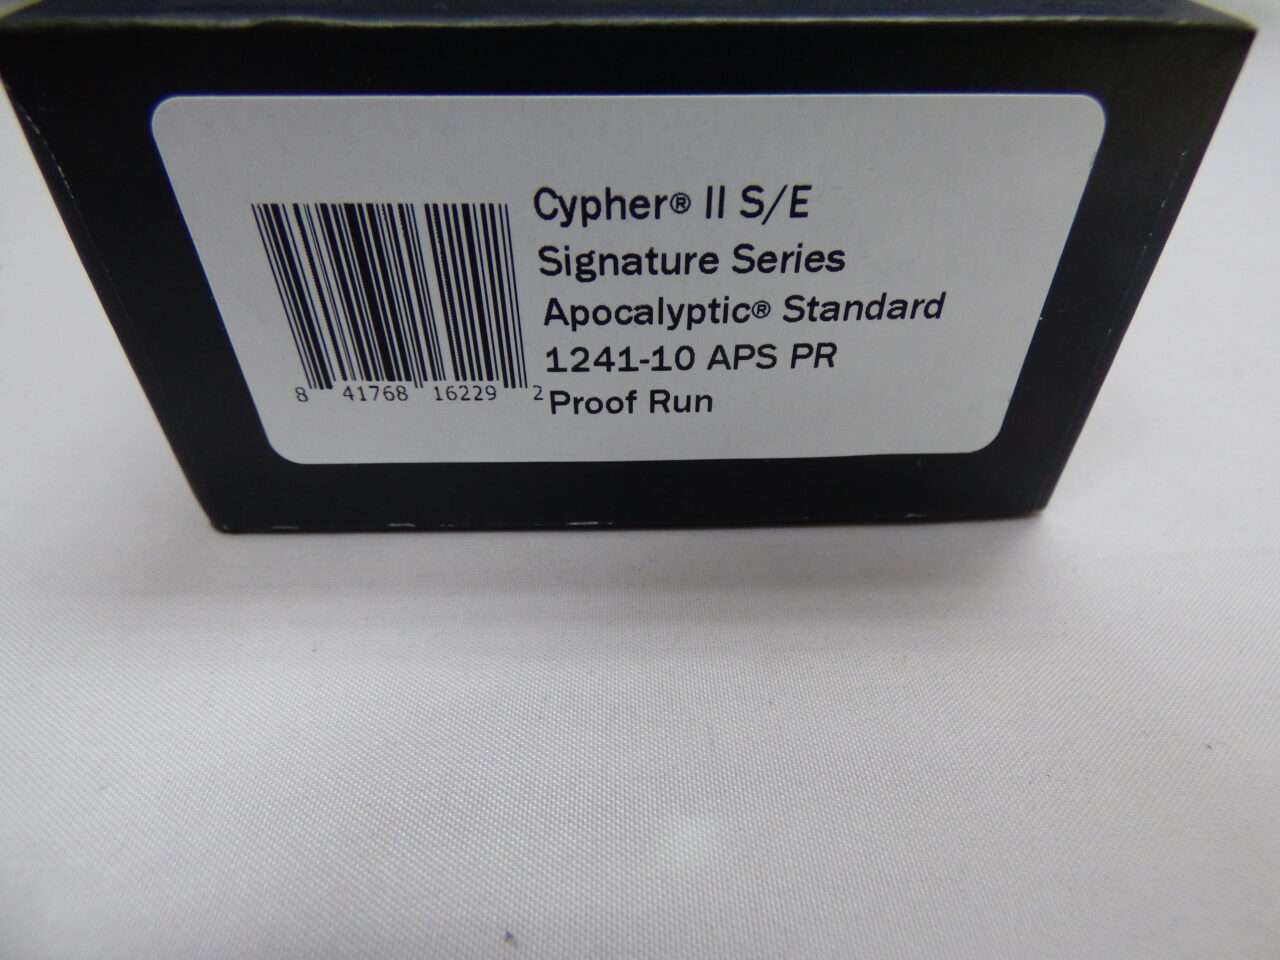 Cypher® II S/E
Signature Series
Apocalyptic® Standard
1241-10 APS PR
Proof Run
8 41768 16229 2